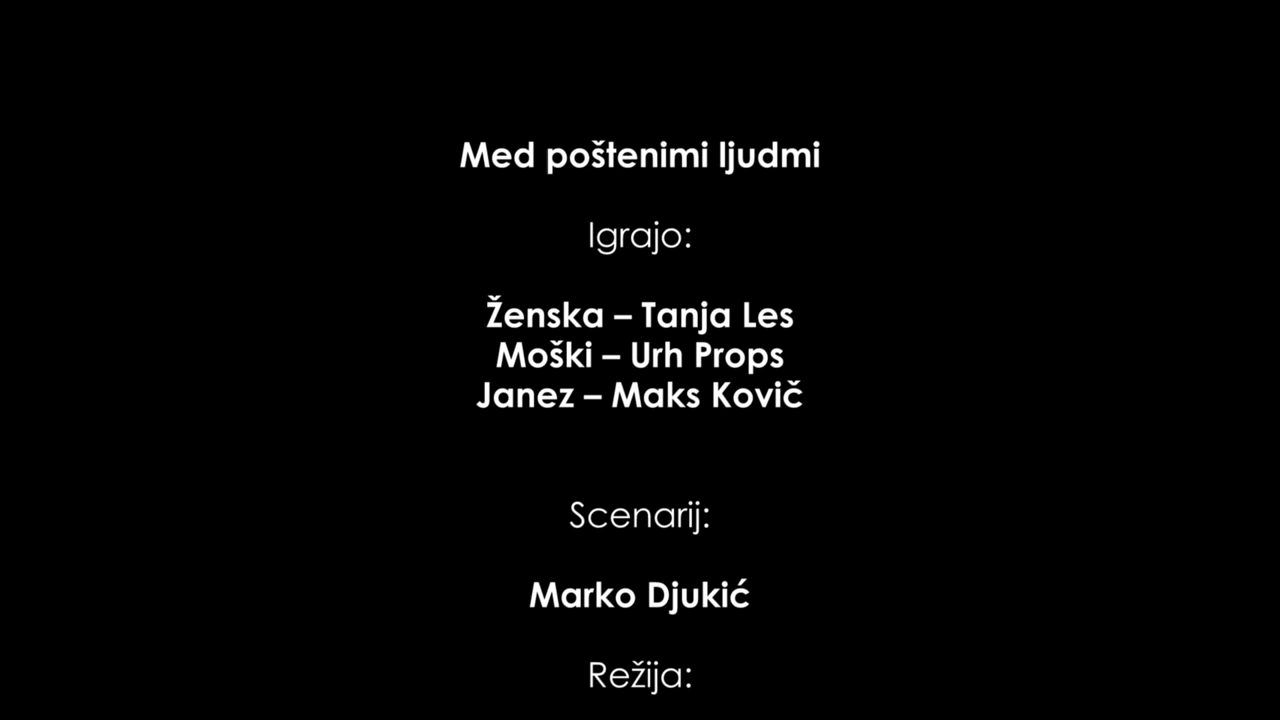 Med poštenimi ljudmi
Igrajo:
Ženska – Tanja Les
Moški – Urh Props
Janez – Maks Kovič
Scenarij:
Marko Djukić
Režija: